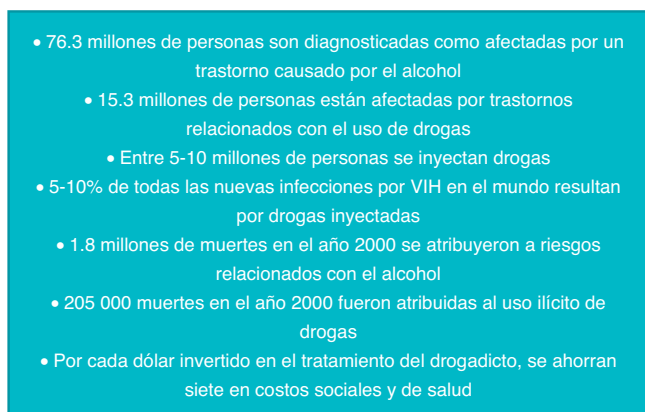 • 76.3 millones de personas son diagnosticadas como afectadas por un
trastorno causado por el alcohol
• 15.3 millones de personas están afectadas por trastornos
relacionados con el uso de drogas
• Entre 5-10 millones de personas se inyectan drogas
• 5-10% de todas las nuevas infecciones por VIH en el mundo resultan
por drogas inyectadas
• 1.8 millones de muertes en el año 2000 se atribuyeron a riesgos
relacionados con el alcohol
• 205 000 muertes en el año 2000 fueron atribuidas al uso ilícito de
drogas
• Por cada dólar invertido en el tratamiento del drogadicto, se ahorran
siete en costos sociales y de salud